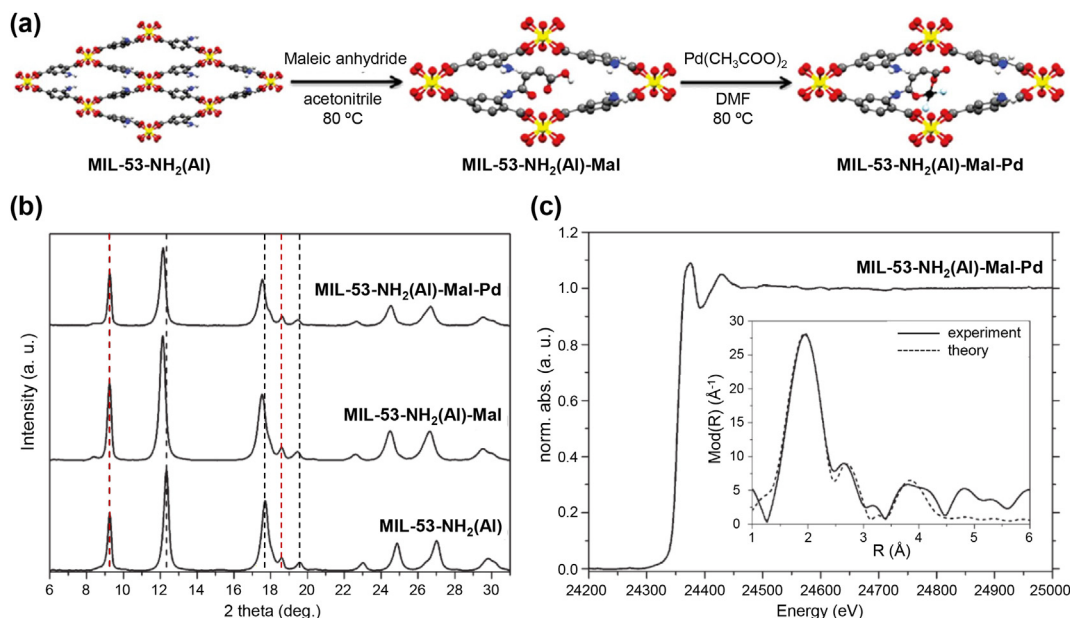 (a)
Maleic anhydride
acetonitrile
80 ºC
Pd(CH₃COO)₂
DMF
80 ºC
MIL-53-NH₂(Al)
MIL-53-NH₂(Al)-Mal
MIL-53-NH₂(Al)-Mal-Pd
(b)
MIL-53-NH₂(Al)-Mal-Pd
MIL-53-NH₂(Al)-Mal
MIL-53-NH₂(Al)
Intensity (a. u.)
6 8 10 12 14 16 18 20 22 24 26 28 30
2 theta (deg.)
(c)
MIL-53-NH₂(Al)-Mal-Pd
norm. abs. (a. u.)
1.2
1.0
0.8
0.6
0.4
0.2
0.0
24200 24300 24400 24500 24600 24700 24800 24900 25000
Energy (eV)
experiment
theory
Mod(R) (Å⁻¹)
30
25
20
15
10
5
0
1 2 3 4 5 6
R (Å)